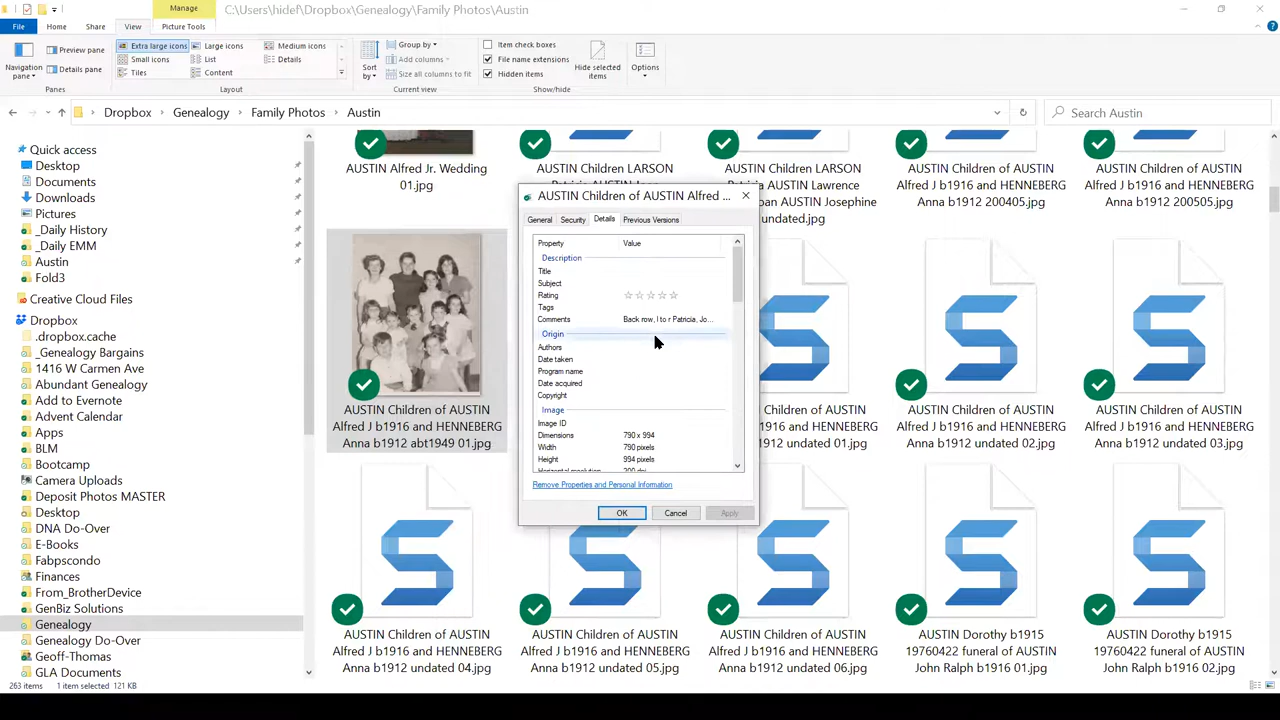 Manage
C:\Users\hidef\Dropbox\Genealogy\Family Photos\Austin
File
Home
Share
View
Picture Tools
Navigation
pane
Preview pane
Details pane
Panes
Extra large icons
Large icons
Medium icons
Small icons
List
Details
Tiles
Content
Layout
Sort
by
Group by
Add columns
Size all columns to fit
Current view
Item check boxes
File name extensions
Hidden items
Hide selected
items
Show/hide
Options
Dropbox
Genealogy
Family Photos
Austin
Search Austin
Quick access
Desktop
Documents
Downloads
Pictures
_Daily History
_Daily EMM
Austin
Fold3
Creative Cloud Files
Dropbox
.dropbox.cache
_Genealogy Bargains
1416 W Carmen Ave
Abundant Genealogy
Add to Evernote
Advent Calendar
Apps
BLM
Bootcamp
Camera Uploads
Deposit Photos MASTER
Desktop
DNA Do-Over
E-Books
Fabpscondo
Finances
From_BrotherDevice
GenBiz Solutions
Genealogy
Genealogy Do-Over
Geoff-Thomas
GLA Documents
AUSTIN Alfred Jr. Wedding
01.jpg
AUSTIN Children LARSON
AUSTIN Children LARSON
Patricia AUSTIN Lawrence
AUSTIN Josephine
undated.jpg
AUSTIN Children of AUSTIN
Alfred J b1916 and HENNEBERG
Anna b1912 200405.jpg
AUSTIN Children of AUSTIN
Alfred J b1916 and HENNEBERG
Anna b1912 200505.jpg
AUSTIN Children of AUSTIN
Alfred J b1916 and HENNEBERG
Anna b1912 abt1949 01.jpg
AUSTIN Children of AUSTIN Alfred ...
General
Security
Details
Previous Versions
Property
Value
Description
Title
Subject
Rating
Tags
Comments
Back row, l to r Patricia, Jo...
Origin
Authors
Date taken
Program name
Date acquired
Copyright
Image
Image ID
Dimensions
790 x 994
Width
790 pixels
Height
994 pixels
Horizontal resolution
200 dpi
Remove Properties and Personal Information
OK
Cancel
Apply
of AUSTIN
and HENNEBERG
undated 01.jpg
AUSTIN Children of AUSTIN
Alfred J b1916 and HENNEBERG
Anna b1912 undated 02.jpg
AUSTIN Children of AUSTIN
Alfred J b1916 and HENNEBERG
Anna b1912 undated 03.jpg
AUSTIN Children of AUSTIN
Alfred J b1916 and HENNEBERG
Anna b1912 undated 04.jpg
AUSTIN Children of AUSTIN
Alfred J b1916 and HENNEBERG
Anna b1912 undated 05.jpg
AUSTIN Children of AUSTIN
Alfred J b1916 and HENNEBERG
Anna b1912 undated 06.jpg
AUSTIN Dorothy b1915
19760422 funeral of AUSTIN
John Ralph b1916 01.jpg
AUSTIN Dorothy b1915
19760422 funeral of AUSTIN
John Ralph b1916 02.jpg
263 items
1 item selected 121 KB